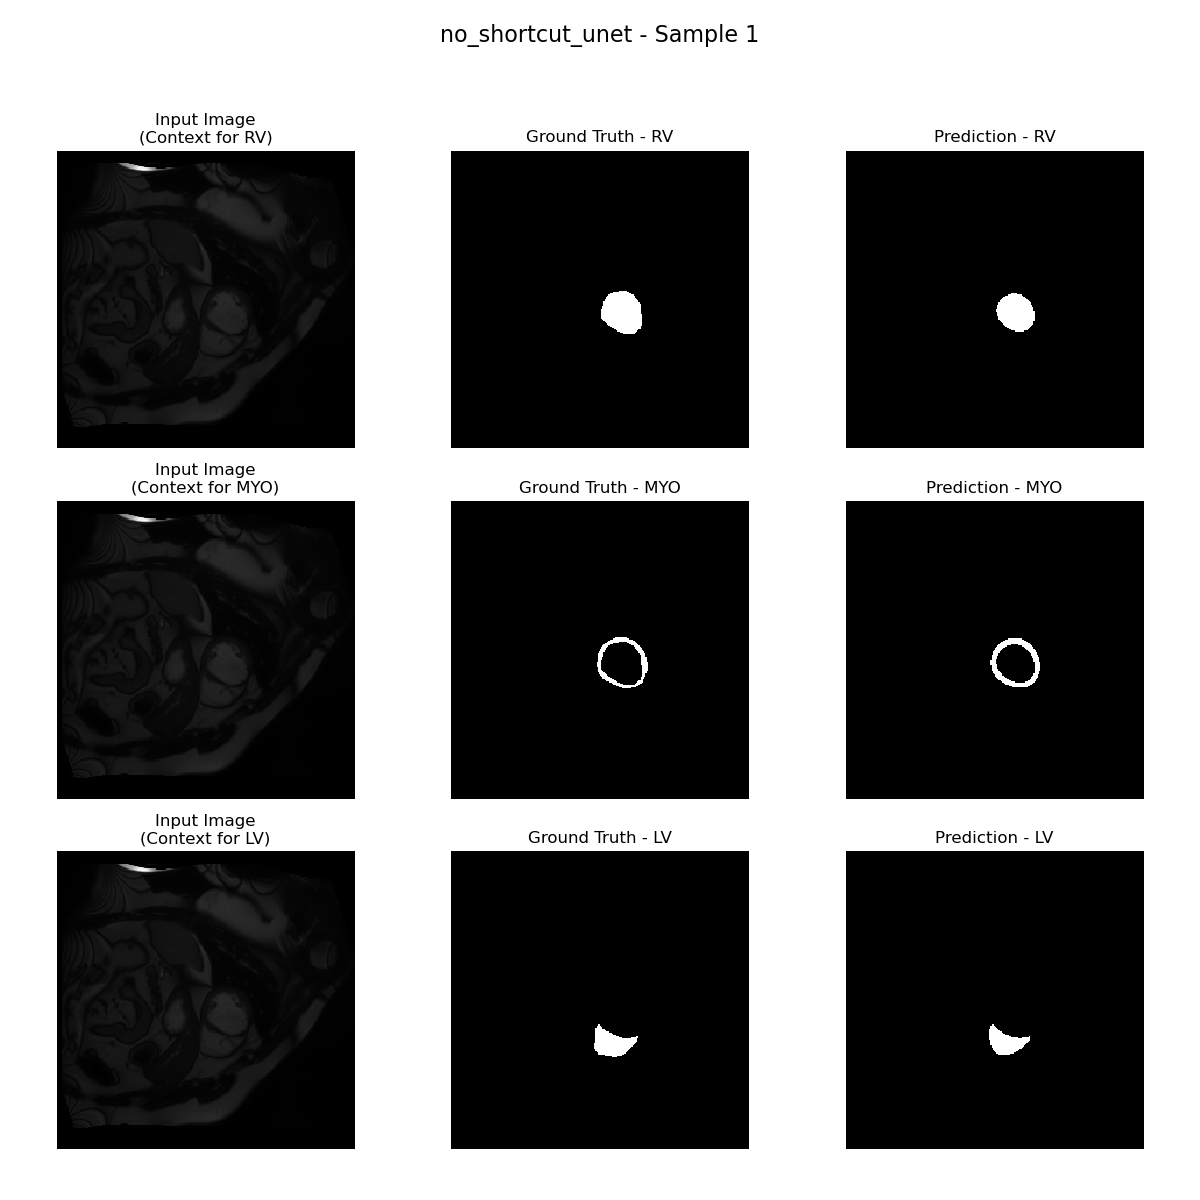 no_shortcut_unet - Sample 1
Input Image
(Context for RV)
Ground Truth - RV
Prediction - RV
Input Image
(Context for MYO)
Ground Truth - MYO
Prediction - MYO
Input Image
(Context for LV)
Ground Truth - LV
Prediction - LV